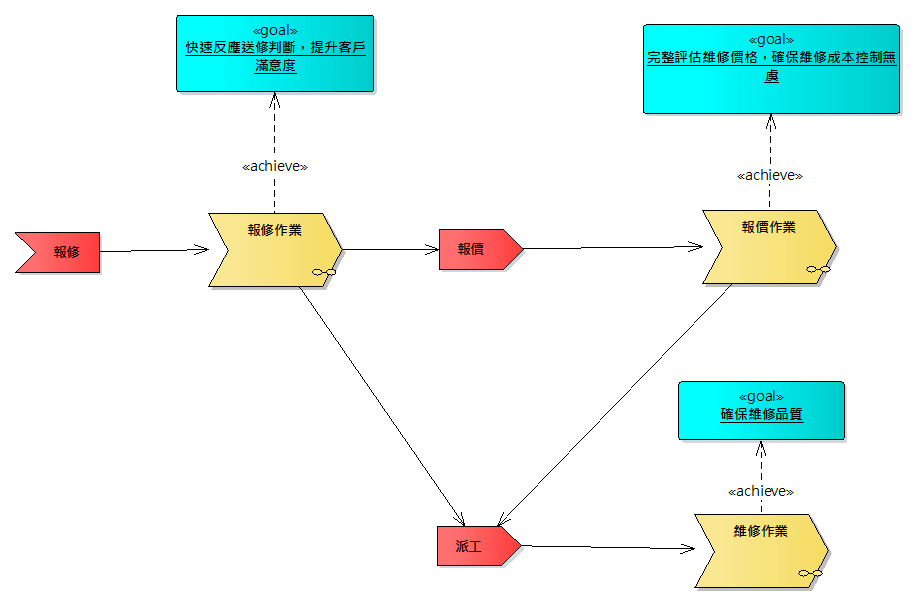 «goal»
快速反應送修判斷，提升客戶
滿意度
«goal»
完整評估維修價格，確保維修成本控制無
虞
«achieve»
«achieve»
報修
報修作業
報價
報價作業
«goal»
確保維修品質
«achieve»
派工
維修作業